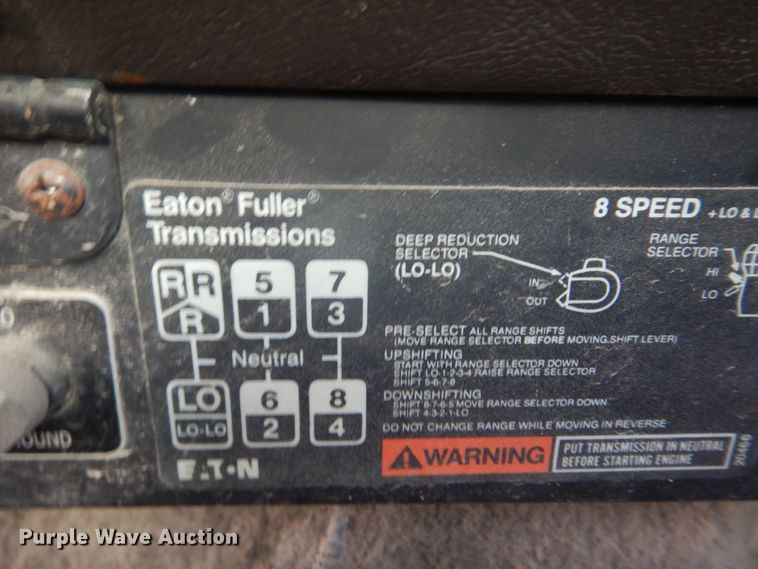 Eaton® Fuller®
Transmissions
8 SPEED + LO &
DEEP REDUCTION
SELECTOR
(LO-LO)
IN
OUT
RANGE
SELECTOR
HI
LO
R R
R
5
1
7
3
Neutral
LO
LO-LO
6
2
8
4
PRE-SELECT ALL RANGE SHIFTS
(MOVE RANGE SELECTOR BEFORE MOVING SHIFT LEVER)
UPSHIFTING
START WITH RANGE SELECTOR DOWN
SHIFT LO-1-2-3-4 RAISE RANGE SELECTOR
SHIFT 5-6-7-8
DOWNSHIFTING
SHIFT 8-7-6-5 MOVE RANGE SELECTOR DOWN
SHIFT 4-3-2-1-LO
DO NOT CHANGE RANGE WHILE MOVING IN REVERSE
WARNING
PUT TRANSMISSION IN NEUTRAL
BEFORE STARTING ENGINE
EATON
Purple Wave Auction